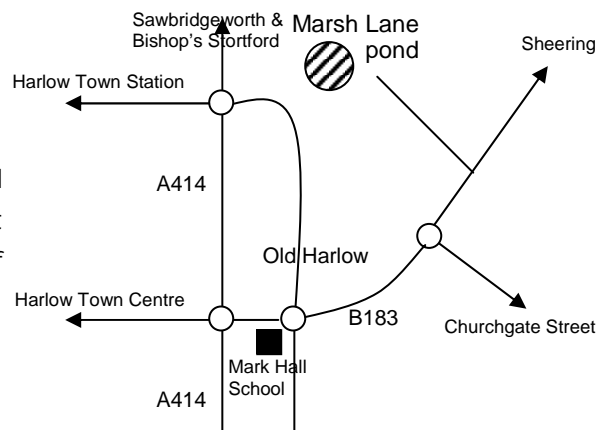 Sawbridgeworth &
Bishop's Stortford
Marsh Lane
pond
Sheering
Harlow Town Station
A414
Old Harlow
Harlow Town Centre
B183
Churchgate Street
Mark Hall
School
A414